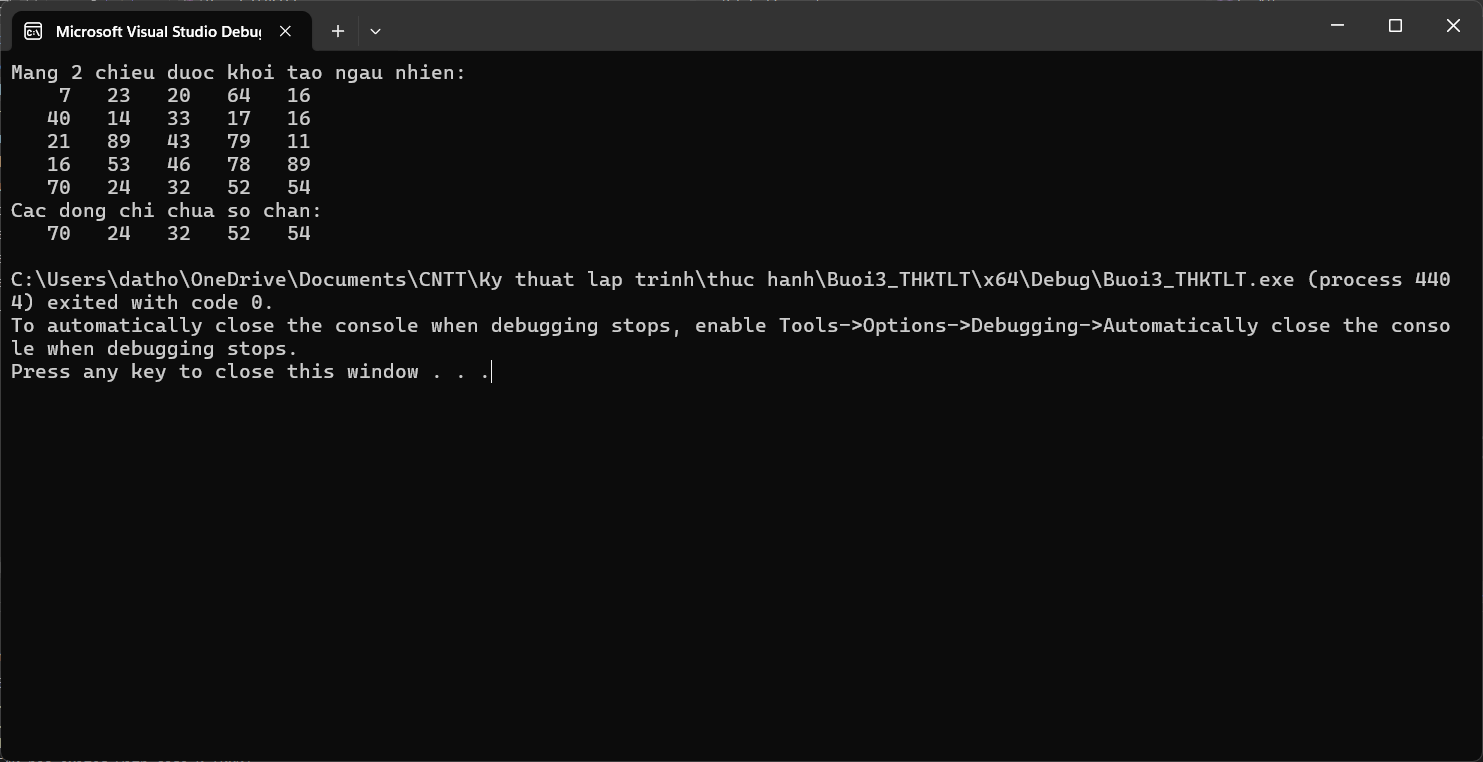 Microsoft Visual Studio Debu
Mang 2 chieu duoc khoi tao ngau nhien:
7 23 20 64 16
40 14 33 17 16
21 89 43 79 11
16 53 46 78 89
70 24 32 52 54
Cac dong chi chua so chan:
70 24 32 52 54
C:\Users\datho\OneDrive\Documents\CNTT\Ky thuat lap trinh\thuc hanh\Buoi3_THKTLT\x64\Debug\Buoi3_THKTLT.exe (process 440
4) exited with code 0.
To automatically close the console when debugging stops, enable Tools->Options->Debugging->Automatically close the conso
le when debugging stops.
Press any key to close this window . . .